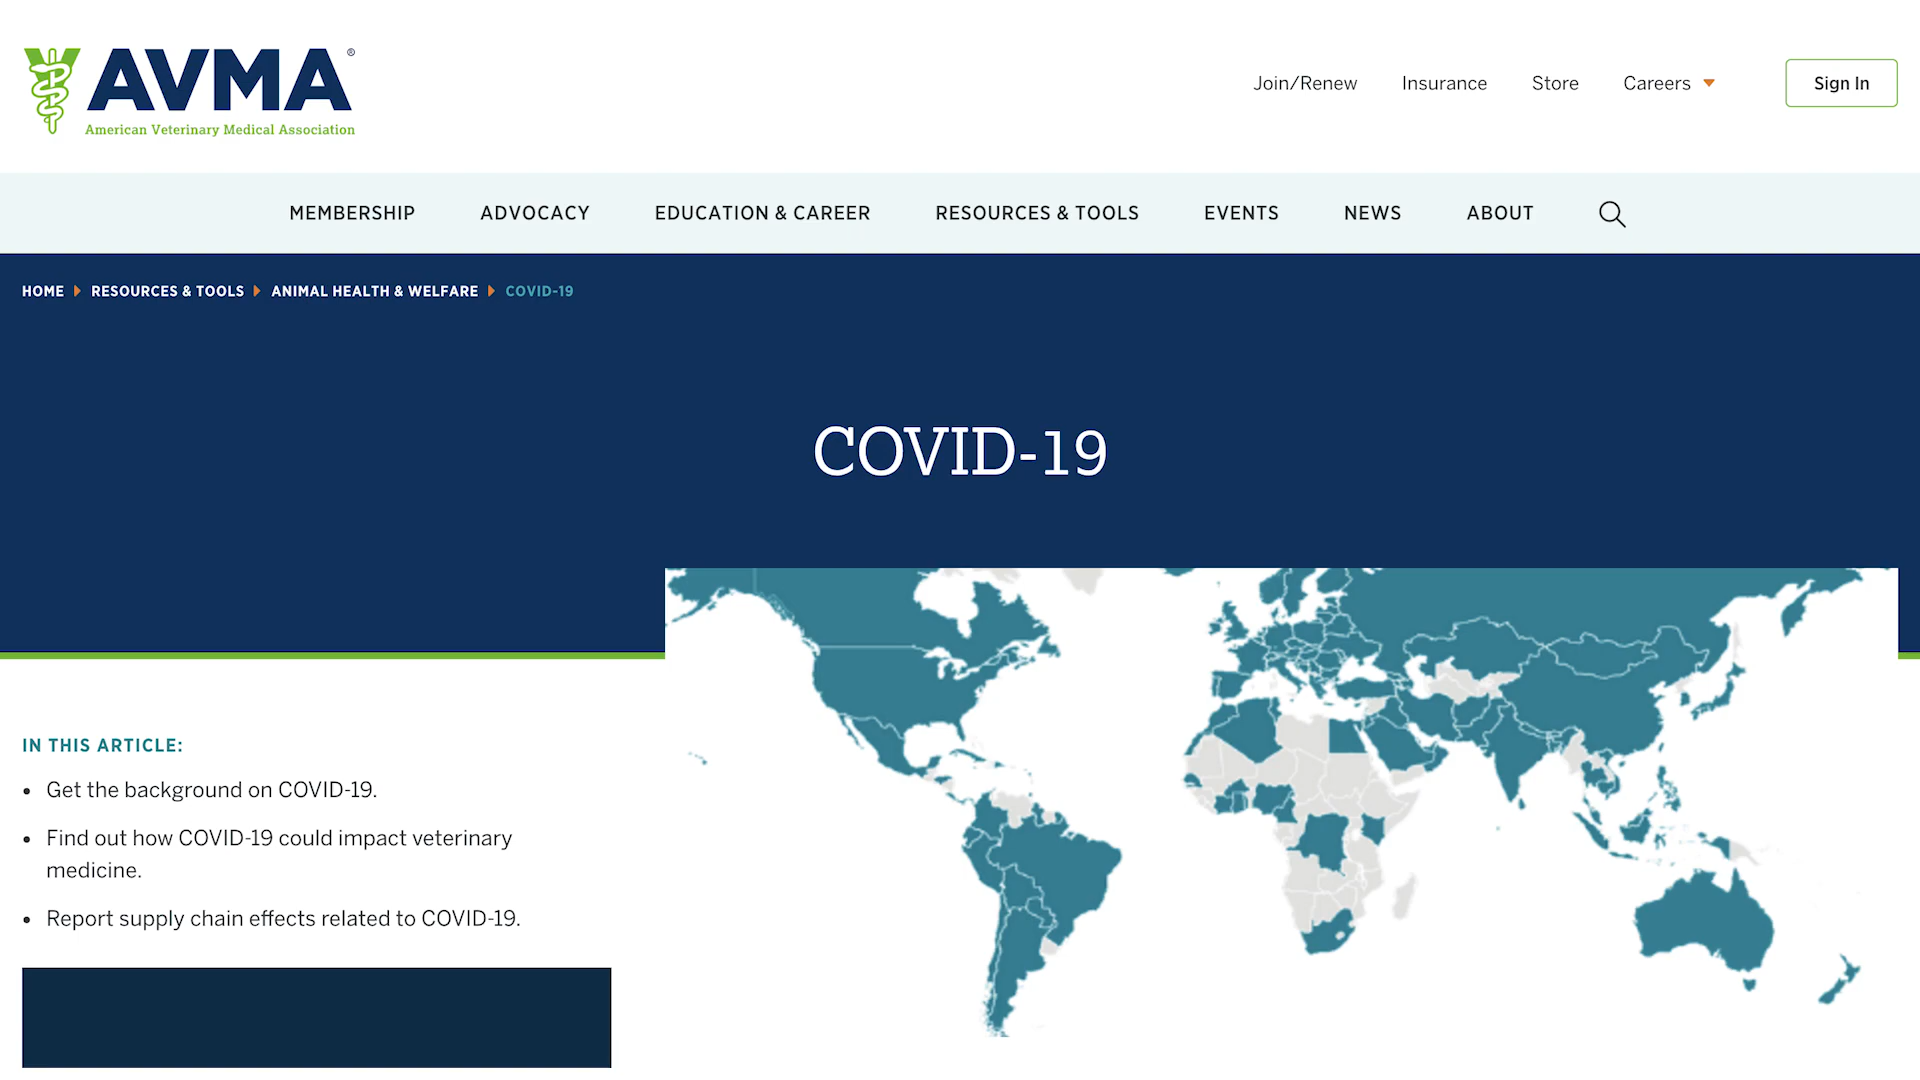 AVMA®
American Veterinary Medical Association
Join/Renew Insurance Store Careers Sign In
MEMBERSHIP ADVOCACY EDUCATION & CAREER RESOURCES & TOOLS EVENTS NEWS ABOUT
HOME RESOURCES & TOOLS ANIMAL HEALTH & WELFARE COVID-19
COVID-19
IN THIS ARTICLE:
• Get the background on COVID-19.
• Find out how COVID-19 could impact veterinary
medicine.
• Report supply chain effects related to COVID-19.